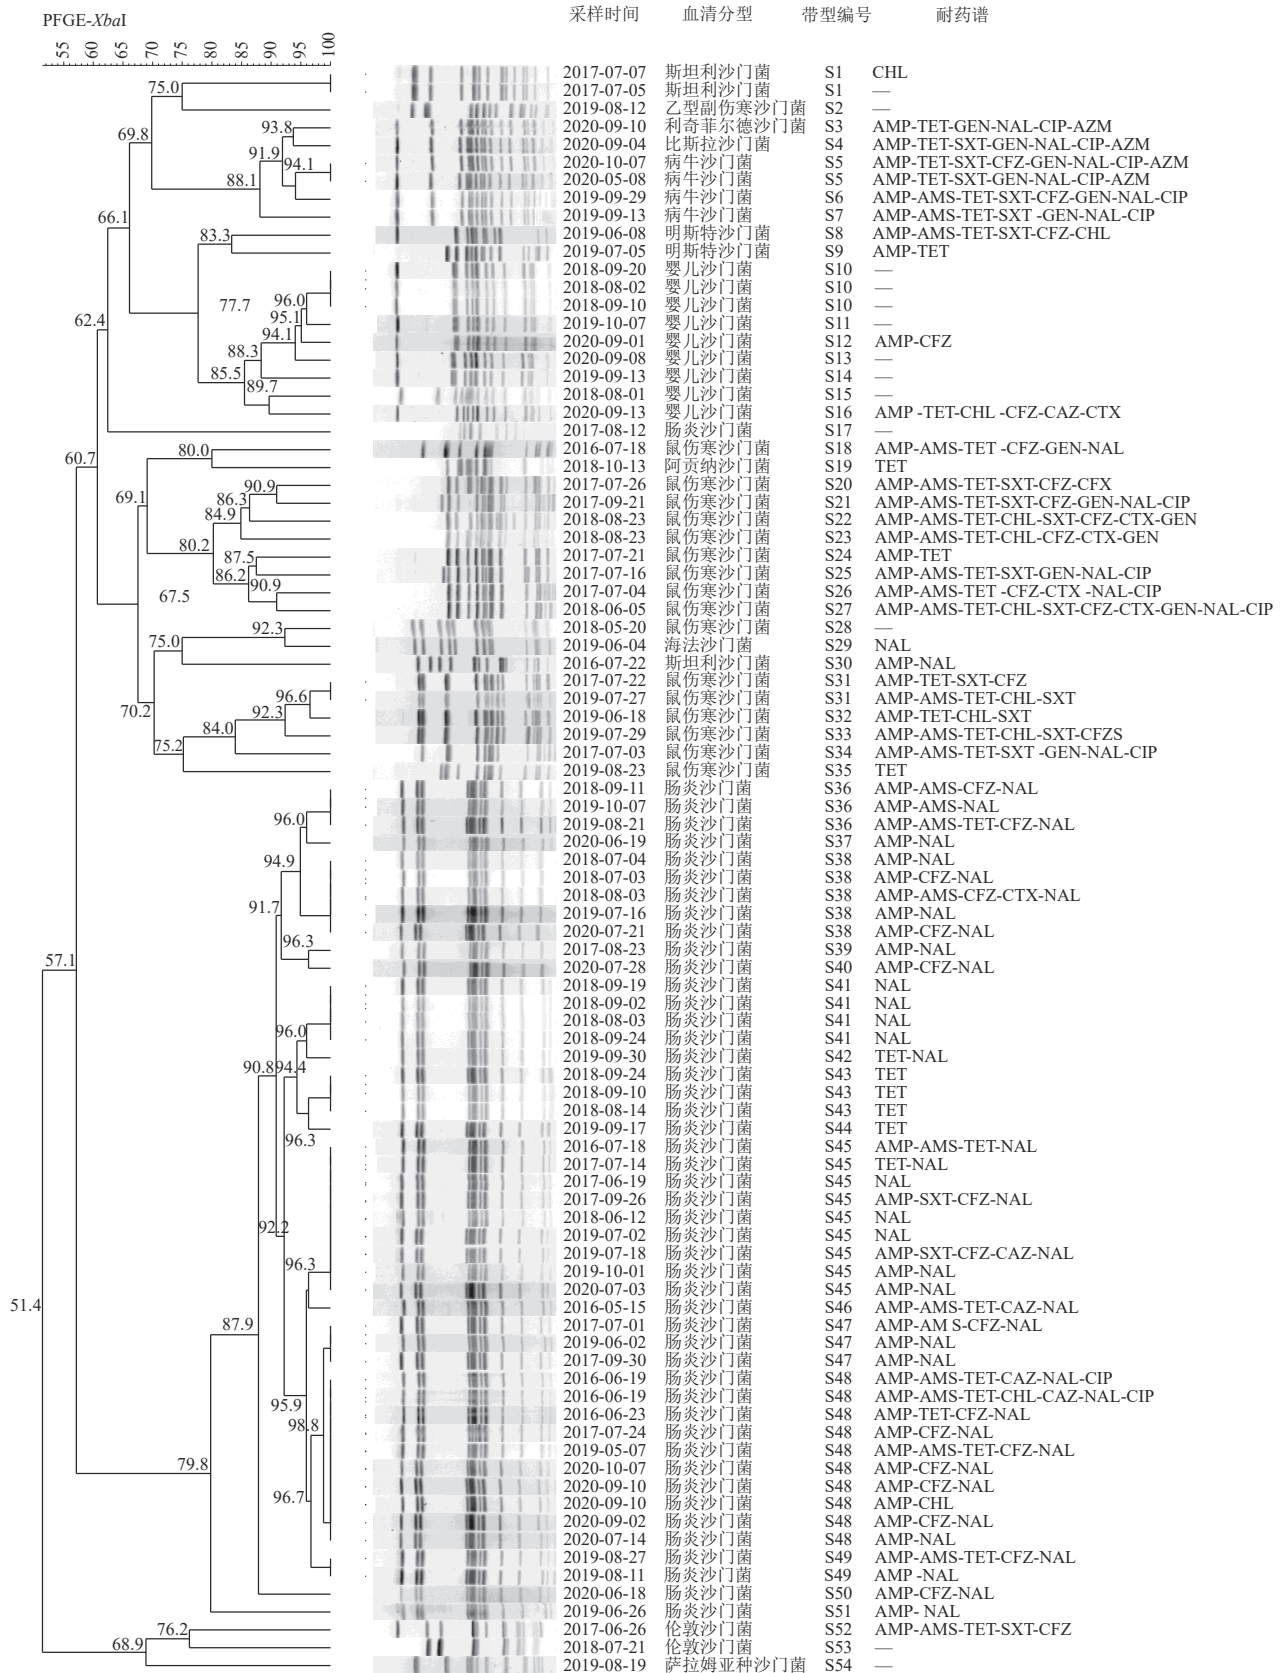 PFGE-XbaI
采样时间 血清分型 带型编号 耐药谱
55 60 65 70 75 80 85 90 95 100
2017-07-07 斯坦利沙门菌 S1 CHL
75.0 2017-07-05 斯坦利沙门菌 S1 —
2019-08-12 乙型副伤寒沙门菌 S2 —
93.8 2020-09-10 利奇菲尔德沙门菌 S3 AMP-TET-GEN-NAL-CIP-AZM
69.8 2020-09-04 比斯拉沙门菌 S4 AMP-TET-SXT-GEN-NAL-CIP-AZM
91.9 94.1 2020-10-07 病牛沙门菌 S5 AMP-TET-SXT-CFZ-GEN-NAL-CIP-AZM
88.1 2020-05-08 病牛沙门菌 S5 AMP-TET-SXT-GEN-NAL-CIP-AZM
2019-09-29 病牛沙门菌 S6 AMP-AMS-TET-SXT-CFZ-GEN-NAL-CIP
66.1 2019-09-13 病牛沙门菌 S7 AMP-AMS-TET-SXT -GEN-NAL-CIP
83.3 2019-06-08 明斯特沙门菌 S8 AMP-AMS-TET-SXT-CFZ-CHL
2019-07-05 明斯特沙门菌 S9 AMP-TET
2018-09-20 婴儿沙门菌 S10 —
2018-08-02 婴儿沙门菌 S10 —
77.7 96.0 2018-09-10 婴儿沙门菌 S10 —
62.4 95.1 2019-10-07 婴儿沙门菌 S11 —
94.1 2020-09-01 婴儿沙门菌 S12 AMP-CFZ
88.3 2020-09-08 婴儿沙门菌 S13 —
85.5 2019-09-13 婴儿沙门菌 S14 —
89.7 2018-08-01 婴儿沙门菌 S15 —
2020-09-13 婴儿沙门菌 S16 AMP -TET-CHL -CFZ-CAZ-CTX
2017-08-12 肠炎沙门菌 S17 —
60.7 80.0 2016-07-18 鼠伤寒沙门菌 S18 AMP-AMS-TET -CFZ-GEN-NAL
2018-10-13 阿贡纳沙门菌 S19 TET
90.9 2017-07-26 鼠伤寒沙门菌 S20 AMP-AMS-TET-SXT-CFZ-CFX
69.1 86.3 2017-09-21 鼠伤寒沙门菌 S21 AMP-AMS-TET-SXT-CFZ-GEN-NAL-CIP
84.9 2018-08-23 鼠伤寒沙门菌 S22 AMP-AMS-TET-CHL-SXT-CFZ-CTX-GEN
80.2 2018-08-23 鼠伤寒沙门菌 S23 AMP-AMS-TET-CHL-CFZ-CTX-GEN
87.5 2017-07-21 鼠伤寒沙门菌 S24 AMP-TET
86.2 2017-07-16 鼠伤寒沙门菌 S25 AMP-AMS-TET-SXT-GEN-NAL-CIP
67.5 90.9 2017-07-04 鼠伤寒沙门菌 S26 AMP-AMS-TET -CFZ-CTX -NAL-CIP
2018-06-05 鼠伤寒沙门菌 S27 AMP-AMS-TET-CHL-SXT-CFZ-CTX-GEN-NAL-CIP
92.3 2018-05-20 鼠伤寒沙门菌 S28 —
75.0 2019-06-04 海法沙门菌 S29 NAL
2016-07-22 斯坦利沙门菌 S30 AMP-NAL
2017-07-22 鼠伤寒沙门菌 S31 AMP-TET-SXT-CFZ
96.6 2019-07-27 鼠伤寒沙门菌 S31 AMP-AMS-TET-CHL-SXT
70.2 92.3 2019-06-18 鼠伤寒沙门菌 S32 AMP-TET-CHL-SXT
84.0 2019-07-29 鼠伤寒沙门菌 S33 AMP-AMS-TET-CHL-SXT-CFZS
75.2 2017-07-03 鼠伤寒沙门菌 S34 AMP-AMS-TET-SXT -GEN-NAL-CIP
2019-08-23 鼠伤寒沙门菌 S35 TET
2018-09-11 肠炎沙门菌 S36 AMP-AMS-CFZ-NAL
2019-10-07 肠炎沙门菌 S36 AMP-AMS-NAL
96.0 2019-08-21 肠炎沙门菌 S36 AMP-AMS-TET-CFZ-NAL
2020-06-19 肠炎沙门菌 S37 AMP-NAL
94.9 2018-07-04 肠炎沙门菌 S38 AMP-NAL
2018-07-03 肠炎沙门菌 S38 AMP-CFZ-NAL
2018-08-03 肠炎沙门菌 S38 AMP-AMS-CFZ-CTX-NAL
91.7 2019-07-16 肠炎沙门菌 S38 AMP-NAL
2020-07-21 肠炎沙门菌 S38 AMP-CFZ-NAL
96.3 2017-08-23 肠炎沙门菌 S39 AMP-NAL
57.1 2020-07-28 肠炎沙门菌 S40 AMP-CFZ-NAL
2018-09-19 肠炎沙门菌 S41 NAL
2018-09-02 肠炎沙门菌 S41 NAL
2018-08-03 肠炎沙门菌 S41 NAL
96.0 2018-09-24 肠炎沙门菌 S41 NAL
2019-09-30 肠炎沙门菌 S42 TET-NAL
90.8 94.4 2018-09-24 肠炎沙门菌 S43 TET
2018-09-10 肠炎沙门菌 S43 TET
2018-08-14 肠炎沙门菌 S43 TET
2019-09-17 肠炎沙门菌 S44 TET
96.3 2016-07-18 肠炎沙门菌 S45 AMP-AMS-TET-NAL
2017-07-14 肠炎沙门菌 S45 TET-NAL
2017-06-19 肠炎沙门菌 S45 NAL
2017-09-26 肠炎沙门菌 S45 AMP-SXT-CFZ-NAL
92.2 2018-06-12 肠炎沙门菌 S45 NAL
2019-07-02 肠炎沙门菌 S45 NAL
2019-07-18 肠炎沙门菌 S45 AMP-SXT-CFZ-CAZ-NAL
96.3 2019-10-01 肠炎沙门菌 S45 AMP-NAL
2020-07-03 肠炎沙门菌 S45 AMP-NAL
51.4 2016-05-15 肠炎沙门菌 S46 AMP-AMS-TET-CAZ-NAL
87.9 2017-07-01 肠炎沙门菌 S47 AMP-AM S-CFZ-NAL
2019-06-02 肠炎沙门菌 S47 AMP-NAL
2017-09-30 肠炎沙门菌 S47 AMP-NAL
2016-06-19 肠炎沙门菌 S48 AMP-AMS-TET-CAZ-NAL-CIP
95.9 2016-06-19 肠炎沙门菌 S48 AMP-AMS-TET-CHL-CAZ-NAL-CIP
98.8 2016-06-23 肠炎沙门菌 S48 AMP-TET-CFZ-NAL
2017-07-24 肠炎沙门菌 S48 AMP-CFZ-NAL
2019-05-07 肠炎沙门菌 S48 AMP-AMS-TET-CFZ-NAL
79.8 2020-10-07 肠炎沙门菌 S48 AMP-CFZ-NAL
2020-09-10 肠炎沙门菌 S48 AMP-CFZ-NAL
96.7 2020-09-10 肠炎沙门菌 S48 AMP-CHL
2020-09-02 肠炎沙门菌 S48 AMP-CFZ-NAL
2020-07-14 肠炎沙门菌 S48 AMP-NAL
2019-08-27 肠炎沙门菌 S49 AMP-AMS-TET-CFZ-NAL
2019-08-11 肠炎沙门菌 S49 AMP -NAL
2020-06-18 肠炎沙门菌 S50 AMP-CFZ-NAL
2019-06-26 肠炎沙门菌 S51 AMP- NAL
76.2 2017-06-26 伦敦沙门菌 S52 AMP-AMS-TET-SXT-CFZ
68.9 2018-07-21 伦敦沙门菌 S53 —
2019-08-19 萨拉姆亚种沙门菌 S54 —